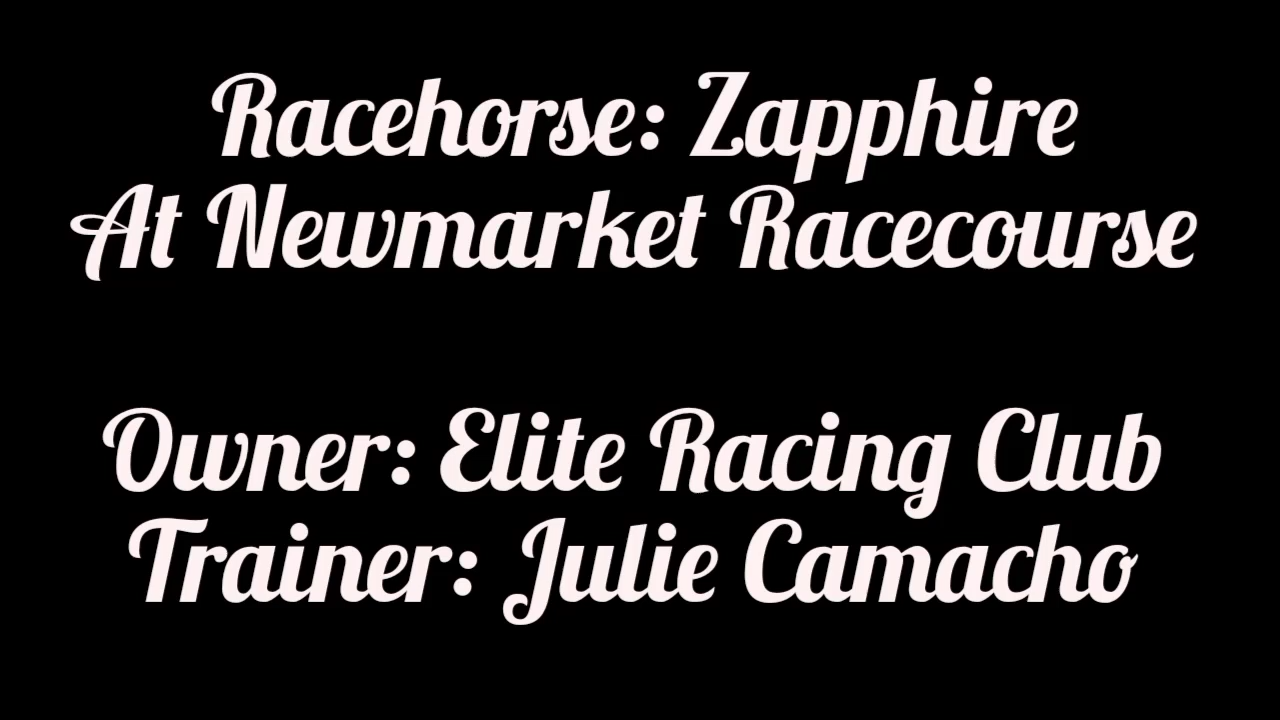 Racehorse: Zapphire
At Newmarket Racecourse
Owner: Elite Racing Club
Trainer: Julie Camacho